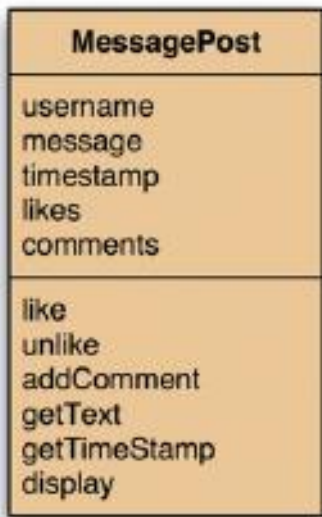 MessagePost
username
message
timestamp
likes
comments
like
unlike
addComment
getText
getTimeStamp
display